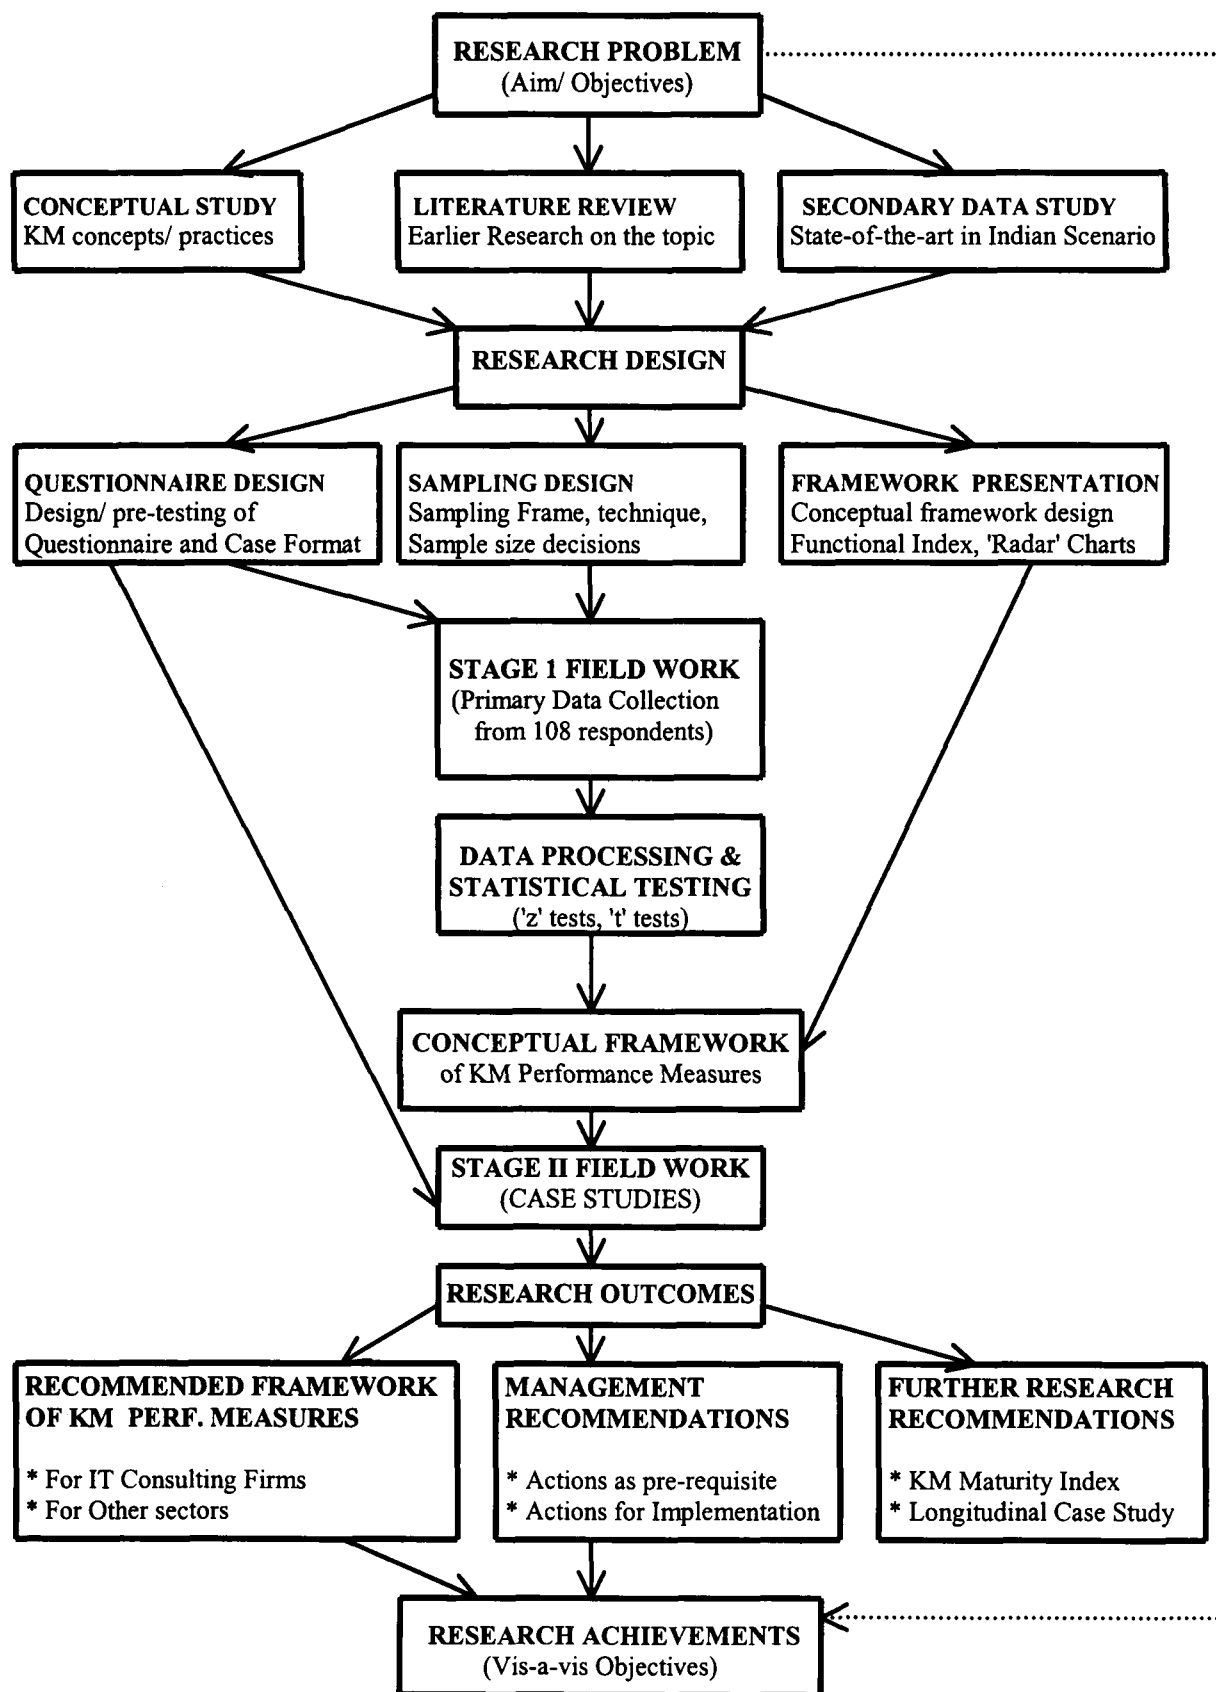 RESEARCH PROBLEM
(Aim/ Objectives)
CONCEPTUAL STUDY
KM concepts/ practices
LITERATURE REVIEW
Earlier Research on the topic
SECONDARY DATA STUDY
State-of-the-art in Indian Scenario
RESEARCH DESIGN
QUESTIONNAIRE DESIGN
Design/ pre-testing of
Questionnaire and Case Format
SAMPLING DESIGN
Sampling Frame, technique,
Sample size decisions
FRAMEWORK PRESENTATION
Conceptual framework design
Functional Index, 'Radar' Charts
STAGE 1 FIELD WORK
(Primary Data Collection
from 108 respondents)
DATA PROCESSING &
STATISTICAL TESTING
('z' tests, 't' tests)
CONCEPTUAL FRAMEWORK
of KM Performance Measures
STAGE II FIELD WORK
(CASE STUDIES)
RESEARCH OUTCOMES
RECOMMENDED FRAMEWORK
OF KM PERF. MEASURES
* For IT Consulting Firms
* For Other sectors
MANAGEMENT
RECOMMENDATIONS
* Actions as pre-requisite
* Actions for Implementation
FURTHER RESEARCH
RECOMMENDATIONS
* KM Maturity Index
* Longitudinal Case Study
RESEARCH ACHIEVEMENTS
(Vis-a-vis Objectives)